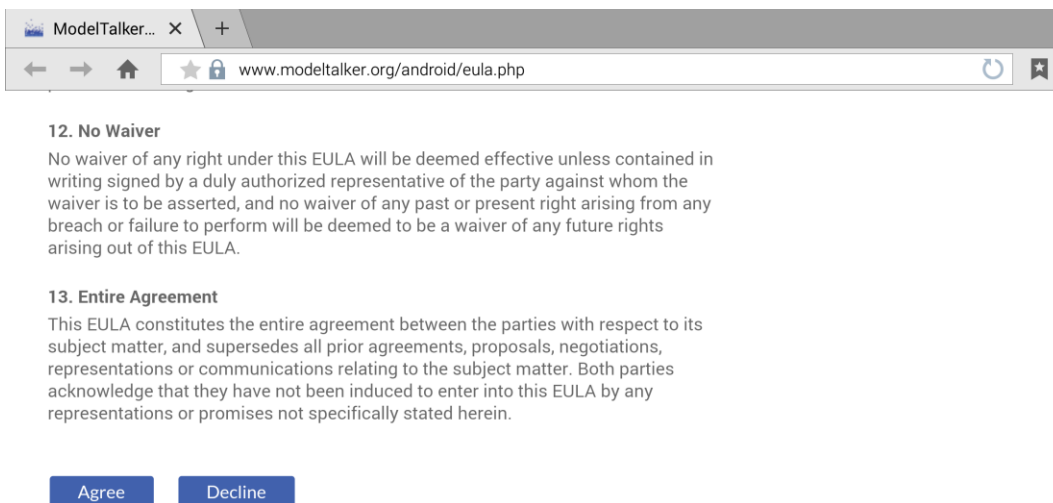 ModelTalker...
www.modeltalker.org/android/eula.php
12. No Waiver
No waiver of any right under this EULA will be deemed effective unless contained in
writing signed by a duly authorized representative of the party against whom the
waiver is to be asserted, and no waiver of any past or present right arising from any
breach or failure to perform will be deemed to be a waiver of any future rights
arising out of this EULA.
13. Entire Agreement
This EULA constitutes the entire agreement between the parties with respect to its
subject matter, and supersedes all prior agreements, proposals, negotiations,
representations or communications relating to the subject matter. Both parties
acknowledge that they have not been induced to enter into this EULA by any
representations or promises not specifically stated herein.
Agree Decline